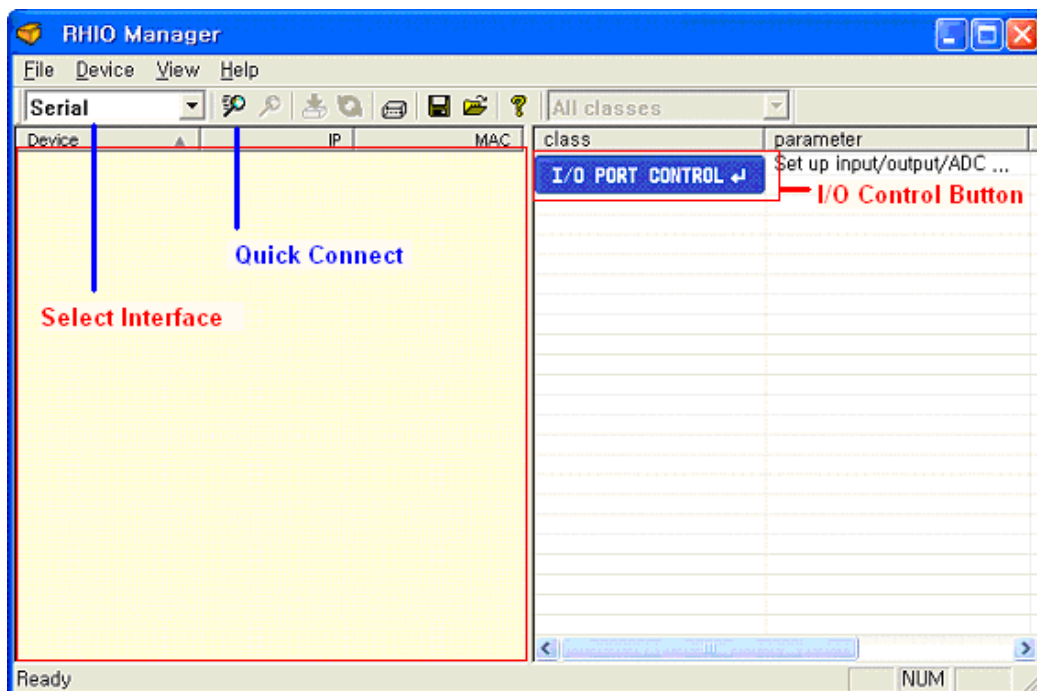 RHIO Manager
File Device View Help
Serial All classes
Device IP MAC class parameter
I/O PORT CONTROL ↵ Set up input/output/ADC ...
I/O Control Button
Quick Connect
Select Interface
Ready NUM